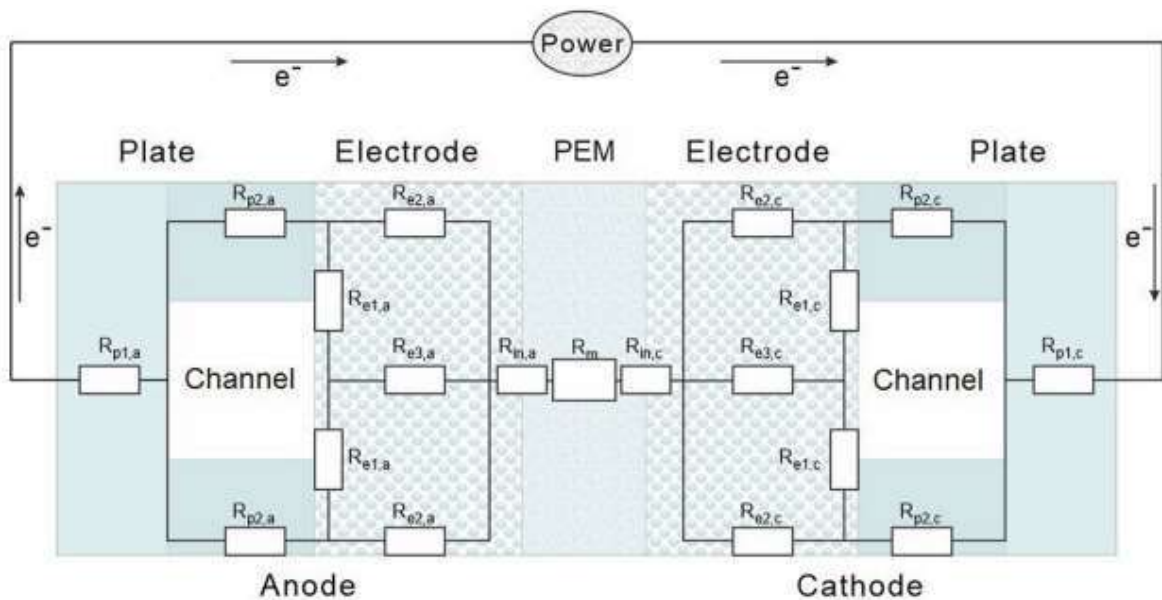 Power
e⁻
e⁻
Plate
Electrode
PEM
Electrode
Plate
R_p2,a
R_e2,a
R_e2,c
R_p2,c
e⁻
e⁻
R_e1,a
R_e1,c
R_p1,a
Channel
R_e3,a
R_in,a
R_m
R_in,c
R_e3,c
Channel
R_p1,c
R_e1,a
R_e1,c
R_p2,a
R_e2,a
R_e2,c
R_p2,c
Anode
Cathode